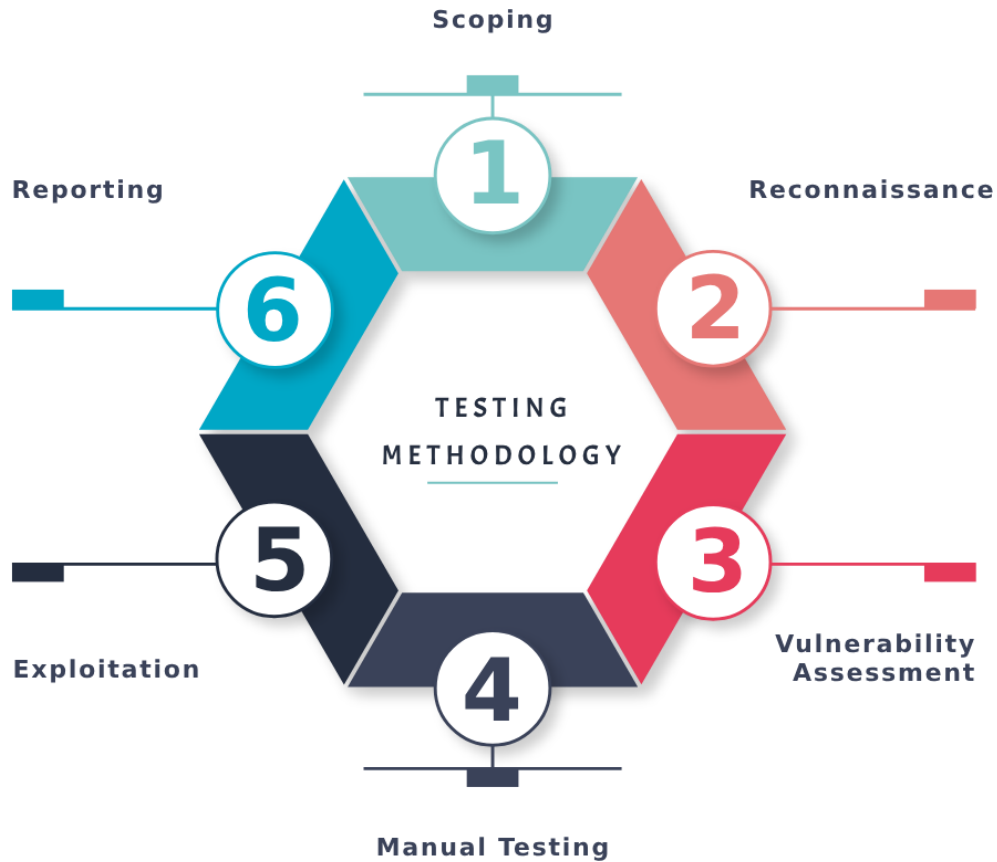 Scoping
1
Reporting
Reconnaissance
6
2
TESTING
METHODOLOGY
5
3
Exploitation
Vulnerability
Assessment
4
Manual Testing